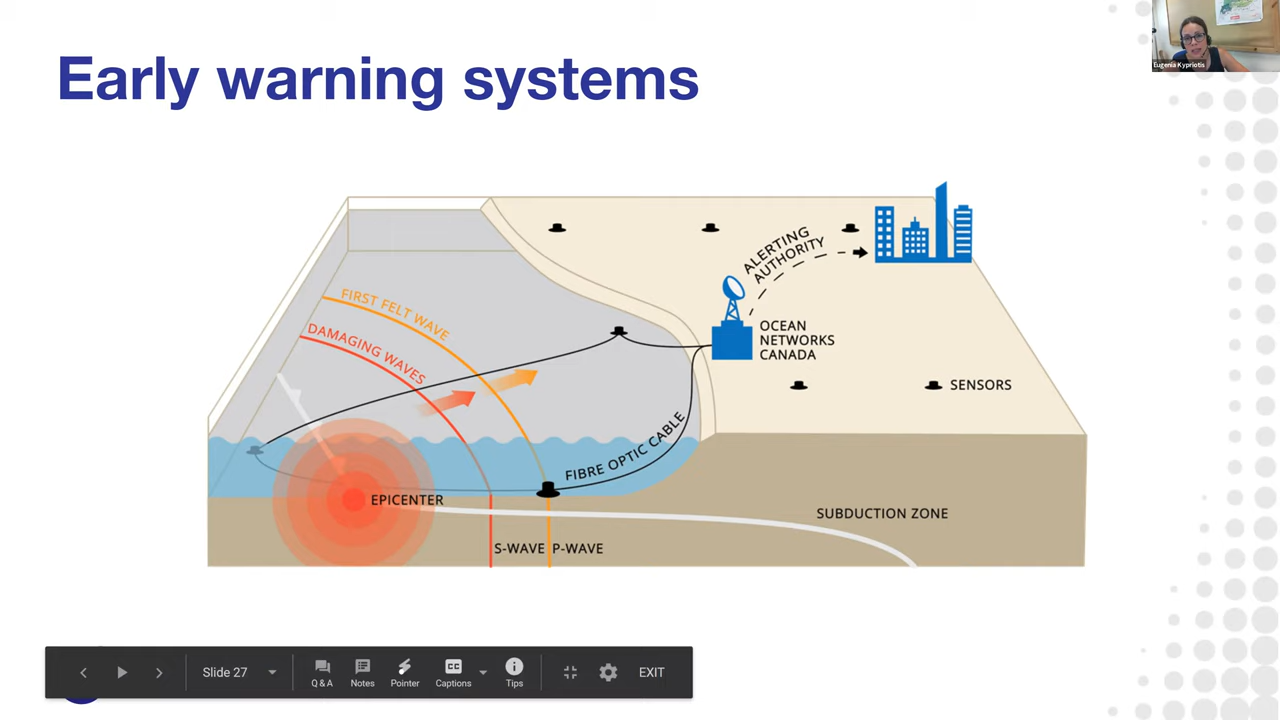 Early warning systems
Eugenia Kypriotis
ALERTING
AUTHORITY
FIRST FELT WAVE
DAMAGING WAVES
OCEAN
NETWORKS
CANADA
SENSORS
FIBRE OPTIC CABLE
EPICENTER
SUBDUCTION ZONE
S-WAVE
P-WAVE
Slide 27
Q & A
Notes
Pointer
CC
Captions
Tips
EXIT